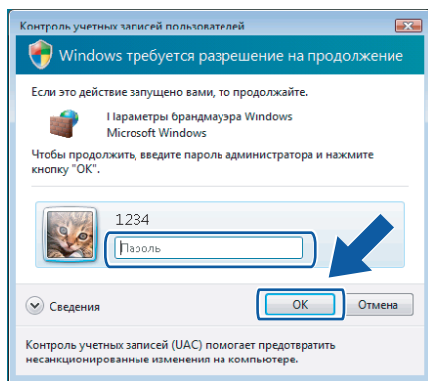 Контроль учетных записей пользователей
Windows требуется разрешение на продолжение
Если это действие запущено вами, то продолжайте.
Параметры брандмауэра Windows
Microsoft Windows
Чтобы продолжить, введите пароль администратора и нажмите
кнопку "OK".
1234
Пароль
Сведения
OK
Отмена
Контроль учетных записей (UAC) помогает предотвратить
несанкционированные изменения на компьютере.